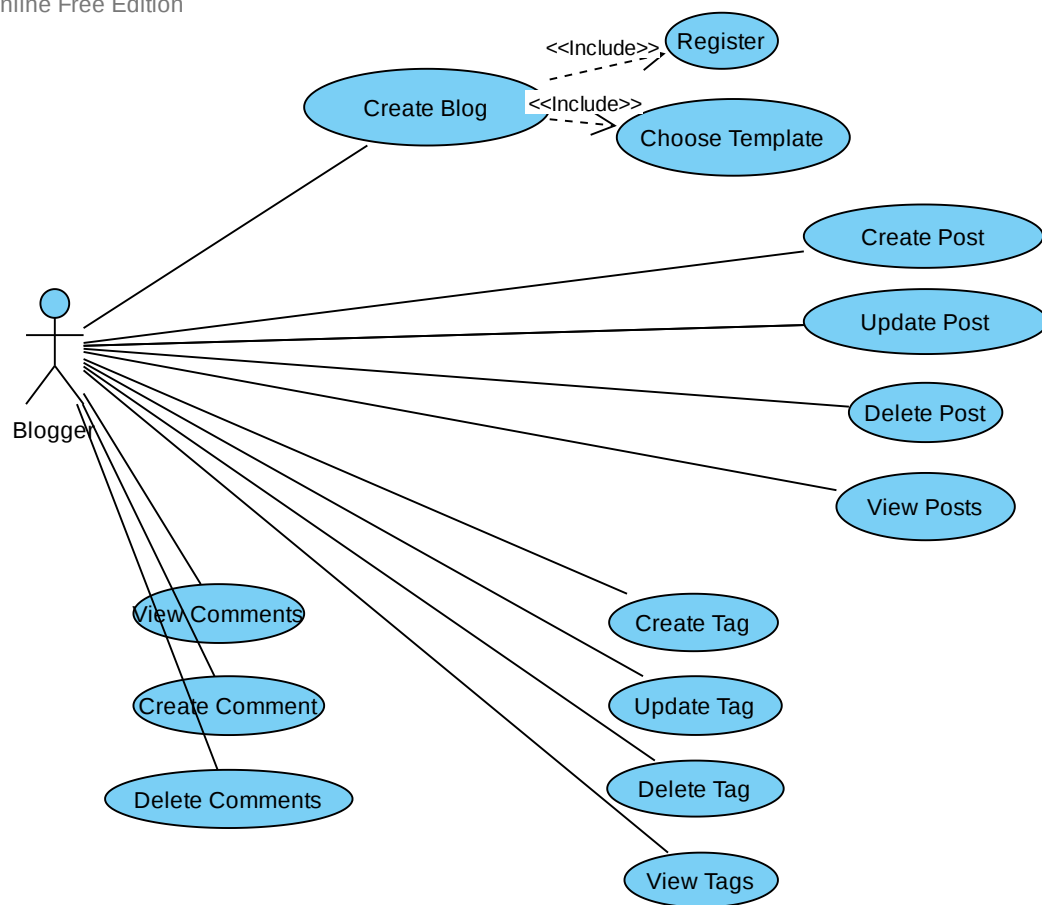 nline Free Edition
<<Include>>
Register
Create Blog
<<Include>>
Choose Template
Create Post
Update Post
Delete Post
Blogger
View Posts
View Comments
Create Tag
Create Comment
Update Tag
Delete Comments
Delete Tag
View Tags